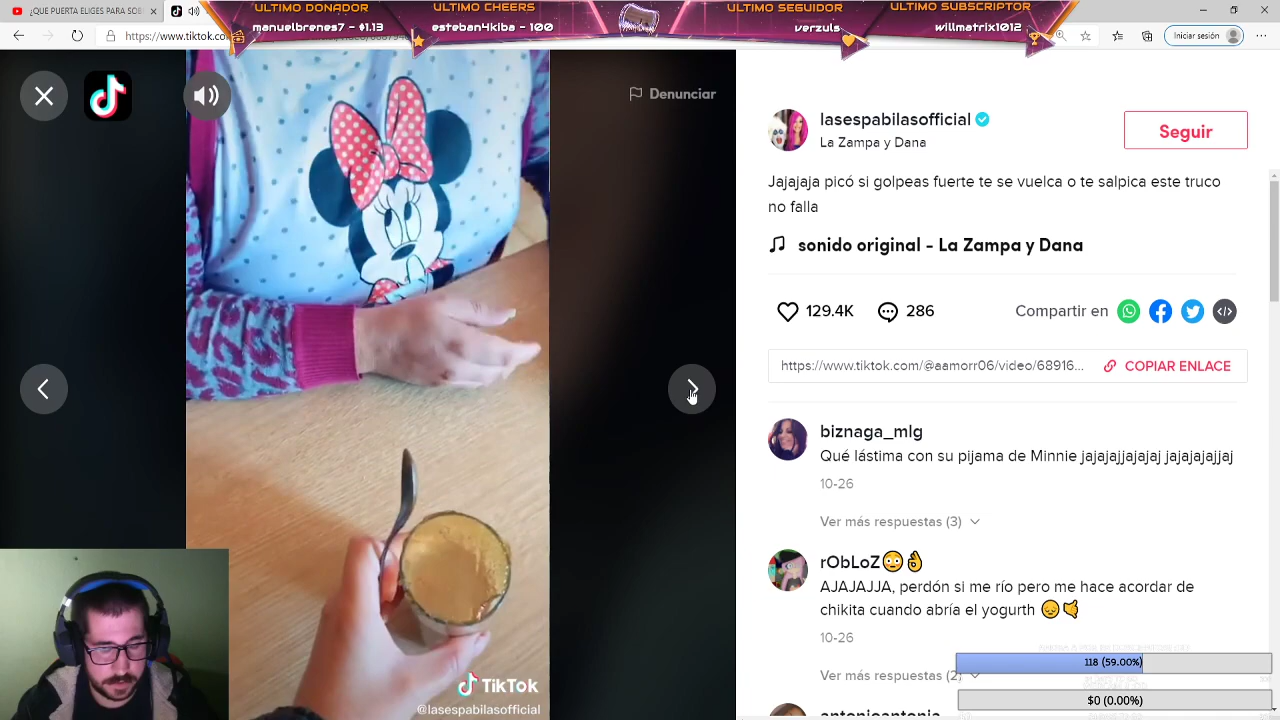 ¿QUE PUERTA ESPERAS PARA SO
https://www.tiktok.co
Iniciar sesión
ULTIMO DONADOR
manuelbrenes7 - $1.13
ULTIMO CHEERS
esteban4kiba - 100
ULTIMO SEGUIDOR
verzuls
ULTIMO SUBSCRIPTOR
willmatrix1012
Denunciar
lasespabilasofficial
La Zampa y Dana
Seguir
Jajajaja picó si golpeas fuerte te se vuelca o te salpica este truco
no falla
sonido original - La Zampa y Dana
129.4K
286
Compartir en
https://www.tiktok.com/@aamorr06/video/68916...
COPIAR ENLACE
biznaga_mlg
Qué lástima con su pijama de Minnie jajajajjajajaj jajajajajjaj
10-26
Ver más respuestas (3)
rObLoZ😳👌
AJAJAJJA, perdón si me río pero me hace acordar de
chikita cuando abría el yogurth 😔🤙
10-26
Ver más respuestas (2)
118 (59.00%)
$0 (0.00%)
TikTok
@lasespabilasofficial